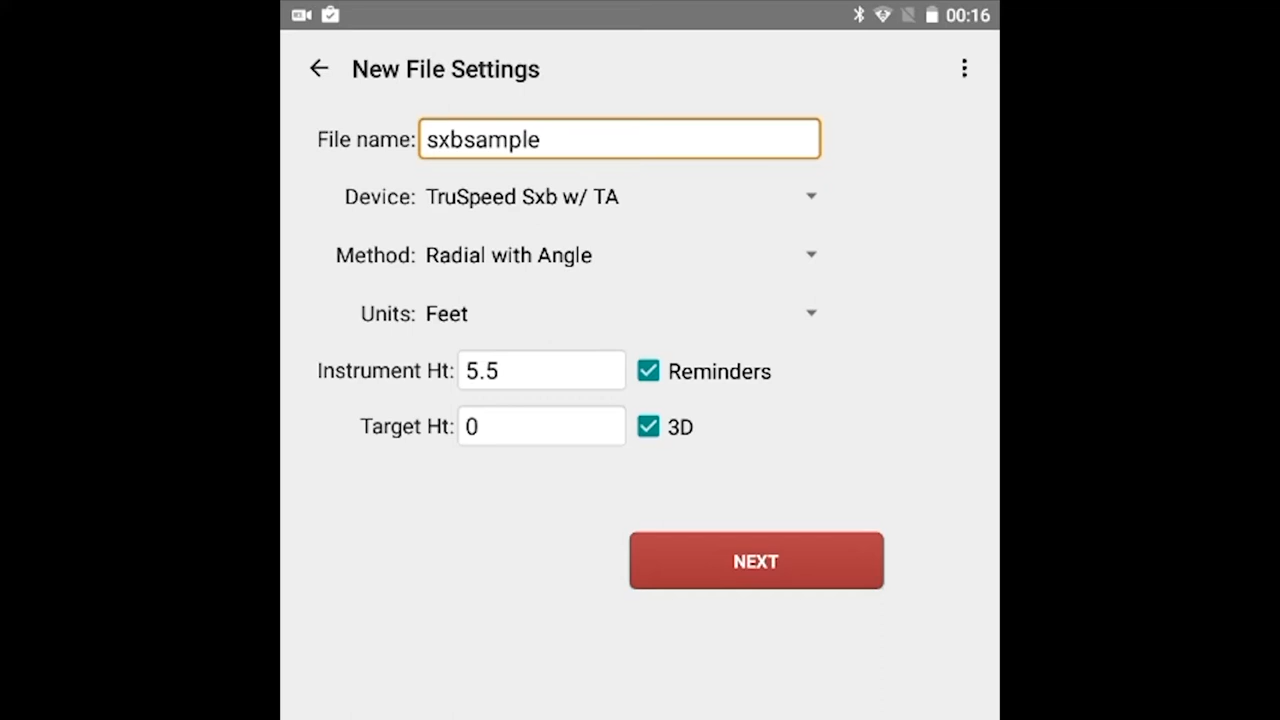 00:16
New File Settings
File name: sxbsample
Device: TruSpeed Sxb w/ TA
Method: Radial with Angle
Units: Feet
Instrument Ht: 5.5 Reminders
Target Ht: 0 3D
NEXT